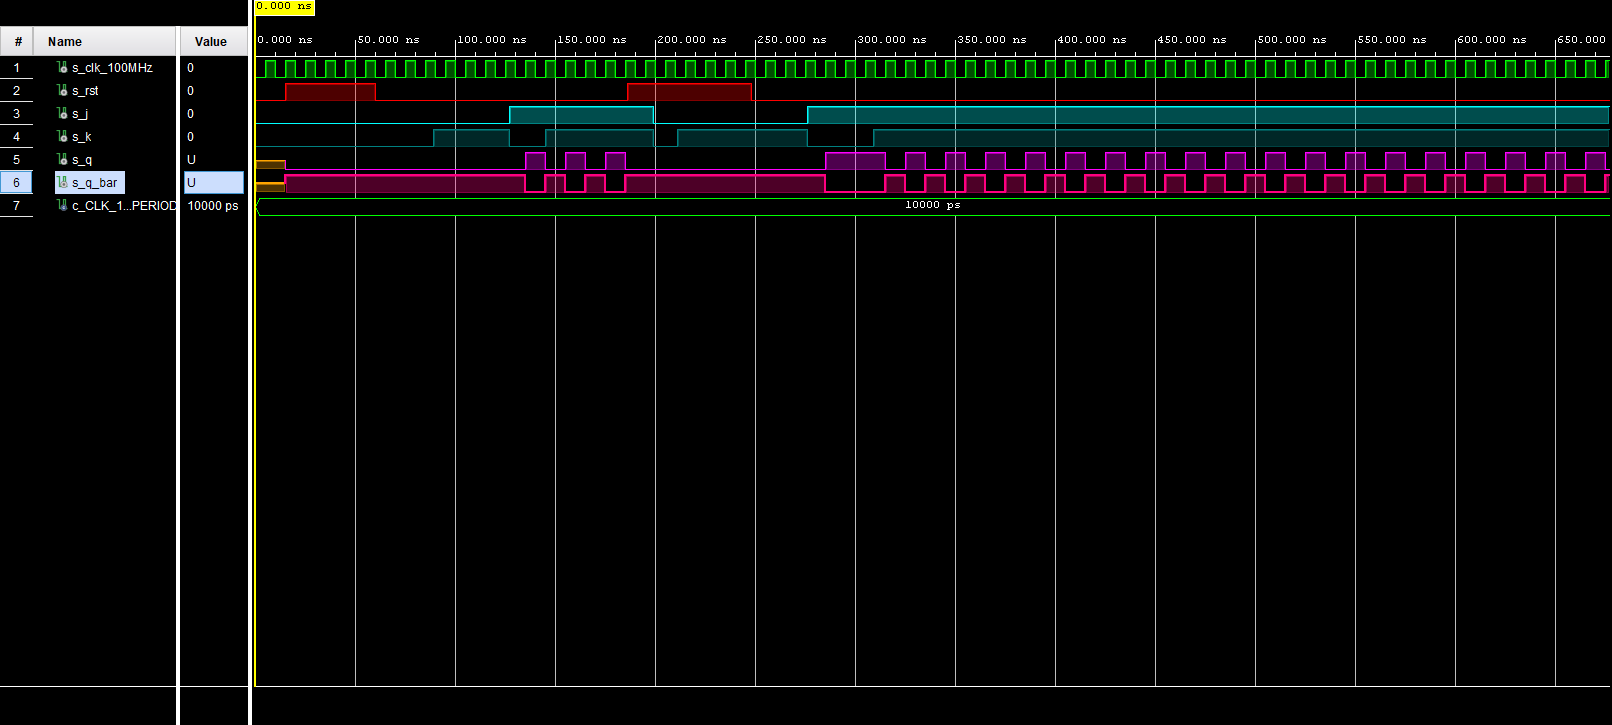 0.000 ns
# Name Value
0.000 ns 50.000 ns 100.000 ns 150.000 ns 200.000 ns 250.000 ns 300.000 ns 350.000 ns 400.000 ns 450.000 ns 500.000 ns 550.000 ns 600.000 ns 650.000
1 s_clk_100MHz 0
2 s_rst 0
3 s_j 0
4 s_k 0
5 s_q U
6 s_q_bar U
7 c_CLK_1...PERIOD 10000 ps 10000 ps